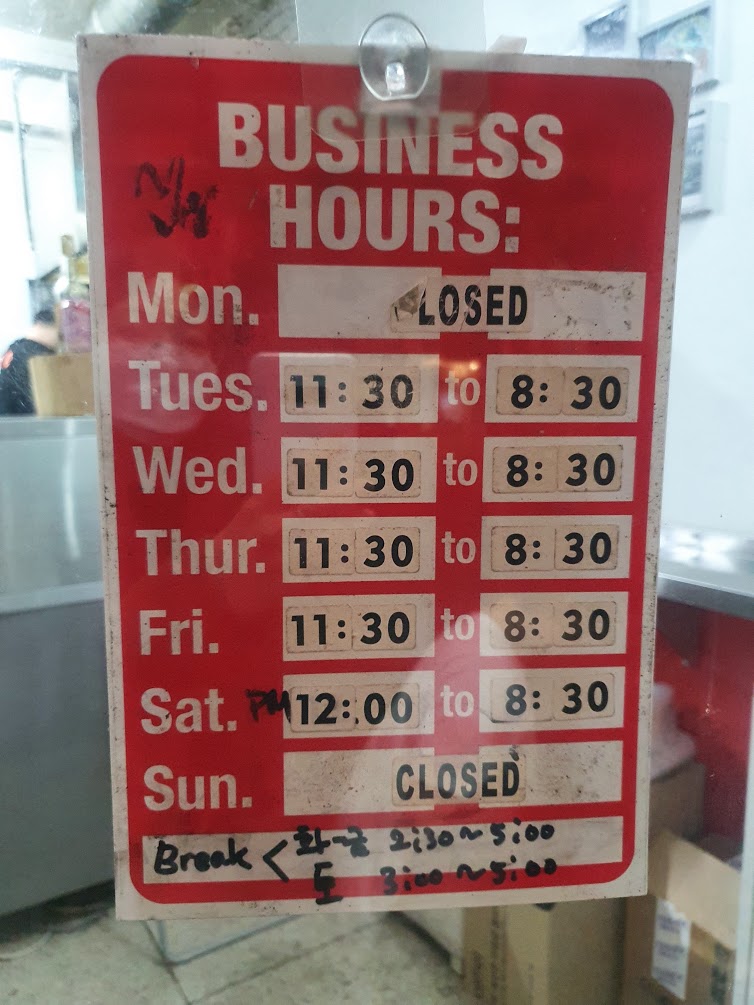 BUSINESS
HOURS:
Mon. LOSED
Tues. 11:30 to 8:30
Wed. 11:30 to 8:30
Thur. 11:30 to 8:30
Fri. 11:30 to 8:30
Sat. PM 12:00 to 8:30
Sun. CLOSED
Break < 화-금 2:30~5:00
토 3:00~5:00